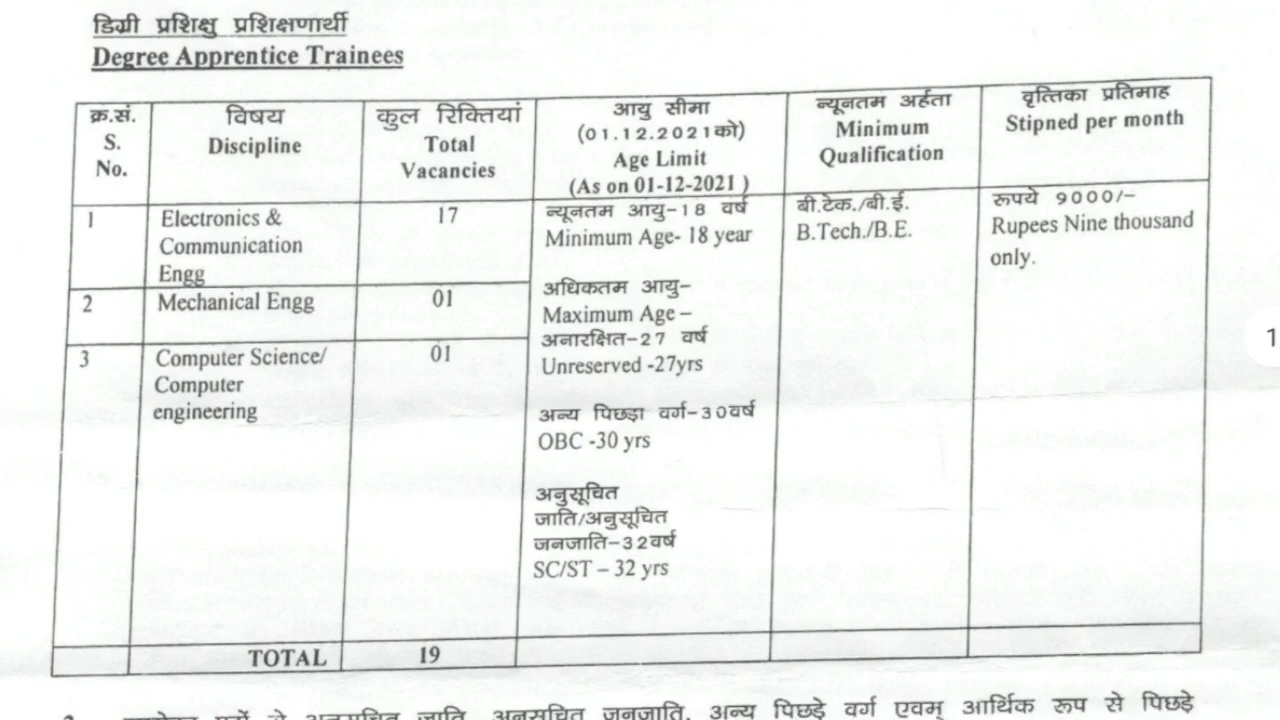 डिग्री प्रशिक्षु प्रशिक्षणार्थी
Degree Apprentice Trainees
क्र.सं.
S.
No.
विषय
Discipline
कुल रिक्तियां
Total
Vacancies
आयु सीमा
(01.12.2021को)
Age Limit
(As on 01-12-2021 )
न्यूनतम अर्हता
Minimum
Qualification
वृत्तिका प्रतिमाह
Stipned per month
1
Electronics &
Communication
Engg
17
न्यूनतम आयु-18 वर्ष
Minimum Age- 18 year
बी.टेक./बी.ई.
B.Tech./B.E.
रूपये 9000/-
Rupees Nine thousand
only.
2
Mechanical Engg
01
अधिकतम आयु-
Maximum Age –
अनारक्षित-27 वर्ष
Unreserved -27yrs
3
Computer Science/
Computer
engineering
01
अन्य पिछड़ा वर्ग-30वर्ष
OBC -30 yrs
अनुसूचित
जाति/अनुसूचित
जनजाति-32वर्ष
SC/ST – 32 yrs
TOTAL
19
1
अनुसूचित जाति, अनुसूचित जनजाति, अन्य पिछड़े वर्ग एवम् आर्थिक रूप से पिछड़े